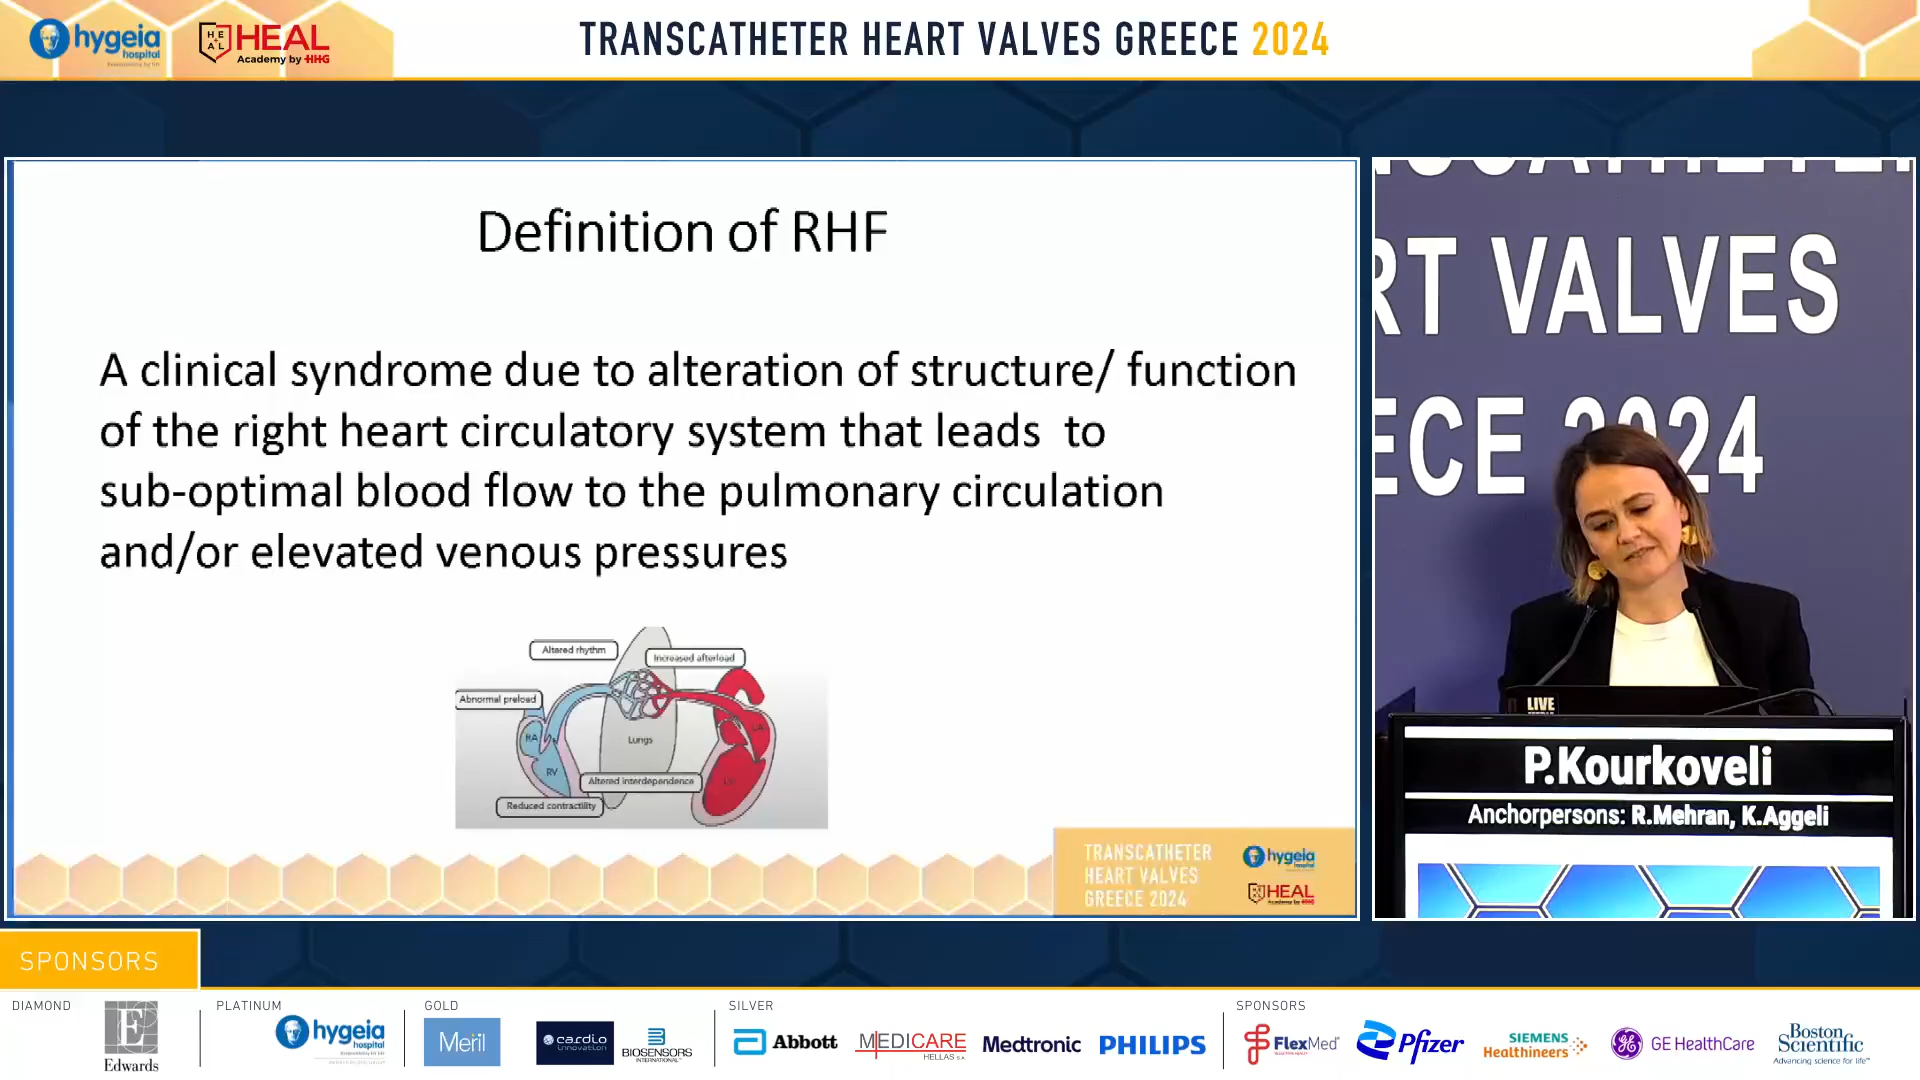 hygeia
hospital
HEAL
HEAL
Academy by HHG
TRANSCATHETER HEART VALVES GREECE 2024
Definition of RHF
A clinical syndrome due to alteration of structure/ function
of the right heart circulatory system that leads to
sub-optimal blood flow to the pulmonary circulation
and/or elevated venous pressures
Altered rhythm
Increased afterload
Abnormal preload
RA
LA
Lungs
RV
LV
Altered interdependence
Reduced contractility
TRANSCATHETER
HEART VALVES
GREECE 2024
hygeia
HEAL
RT VALVES
ECE 2024
LIVE
P.Kourkoveli
Anchorpersons: R.Mehran, K.Aggeli
SPONSORS
DIAMOND
E
Edwards
PLATINUM
hygeia
hospital
GOLD
Meril
cardio
innovation
BIOSENSORS
INTERNATIONAL
SILVER
Abbott
MEDICARE
HELLAS S.A.
Medtronic
PHILIPS
SPONSORS
FlexMed
Pfizer
SIEMENS
Healthineers
GE HealthCare
Boston
Scientific
Advancing science for life™